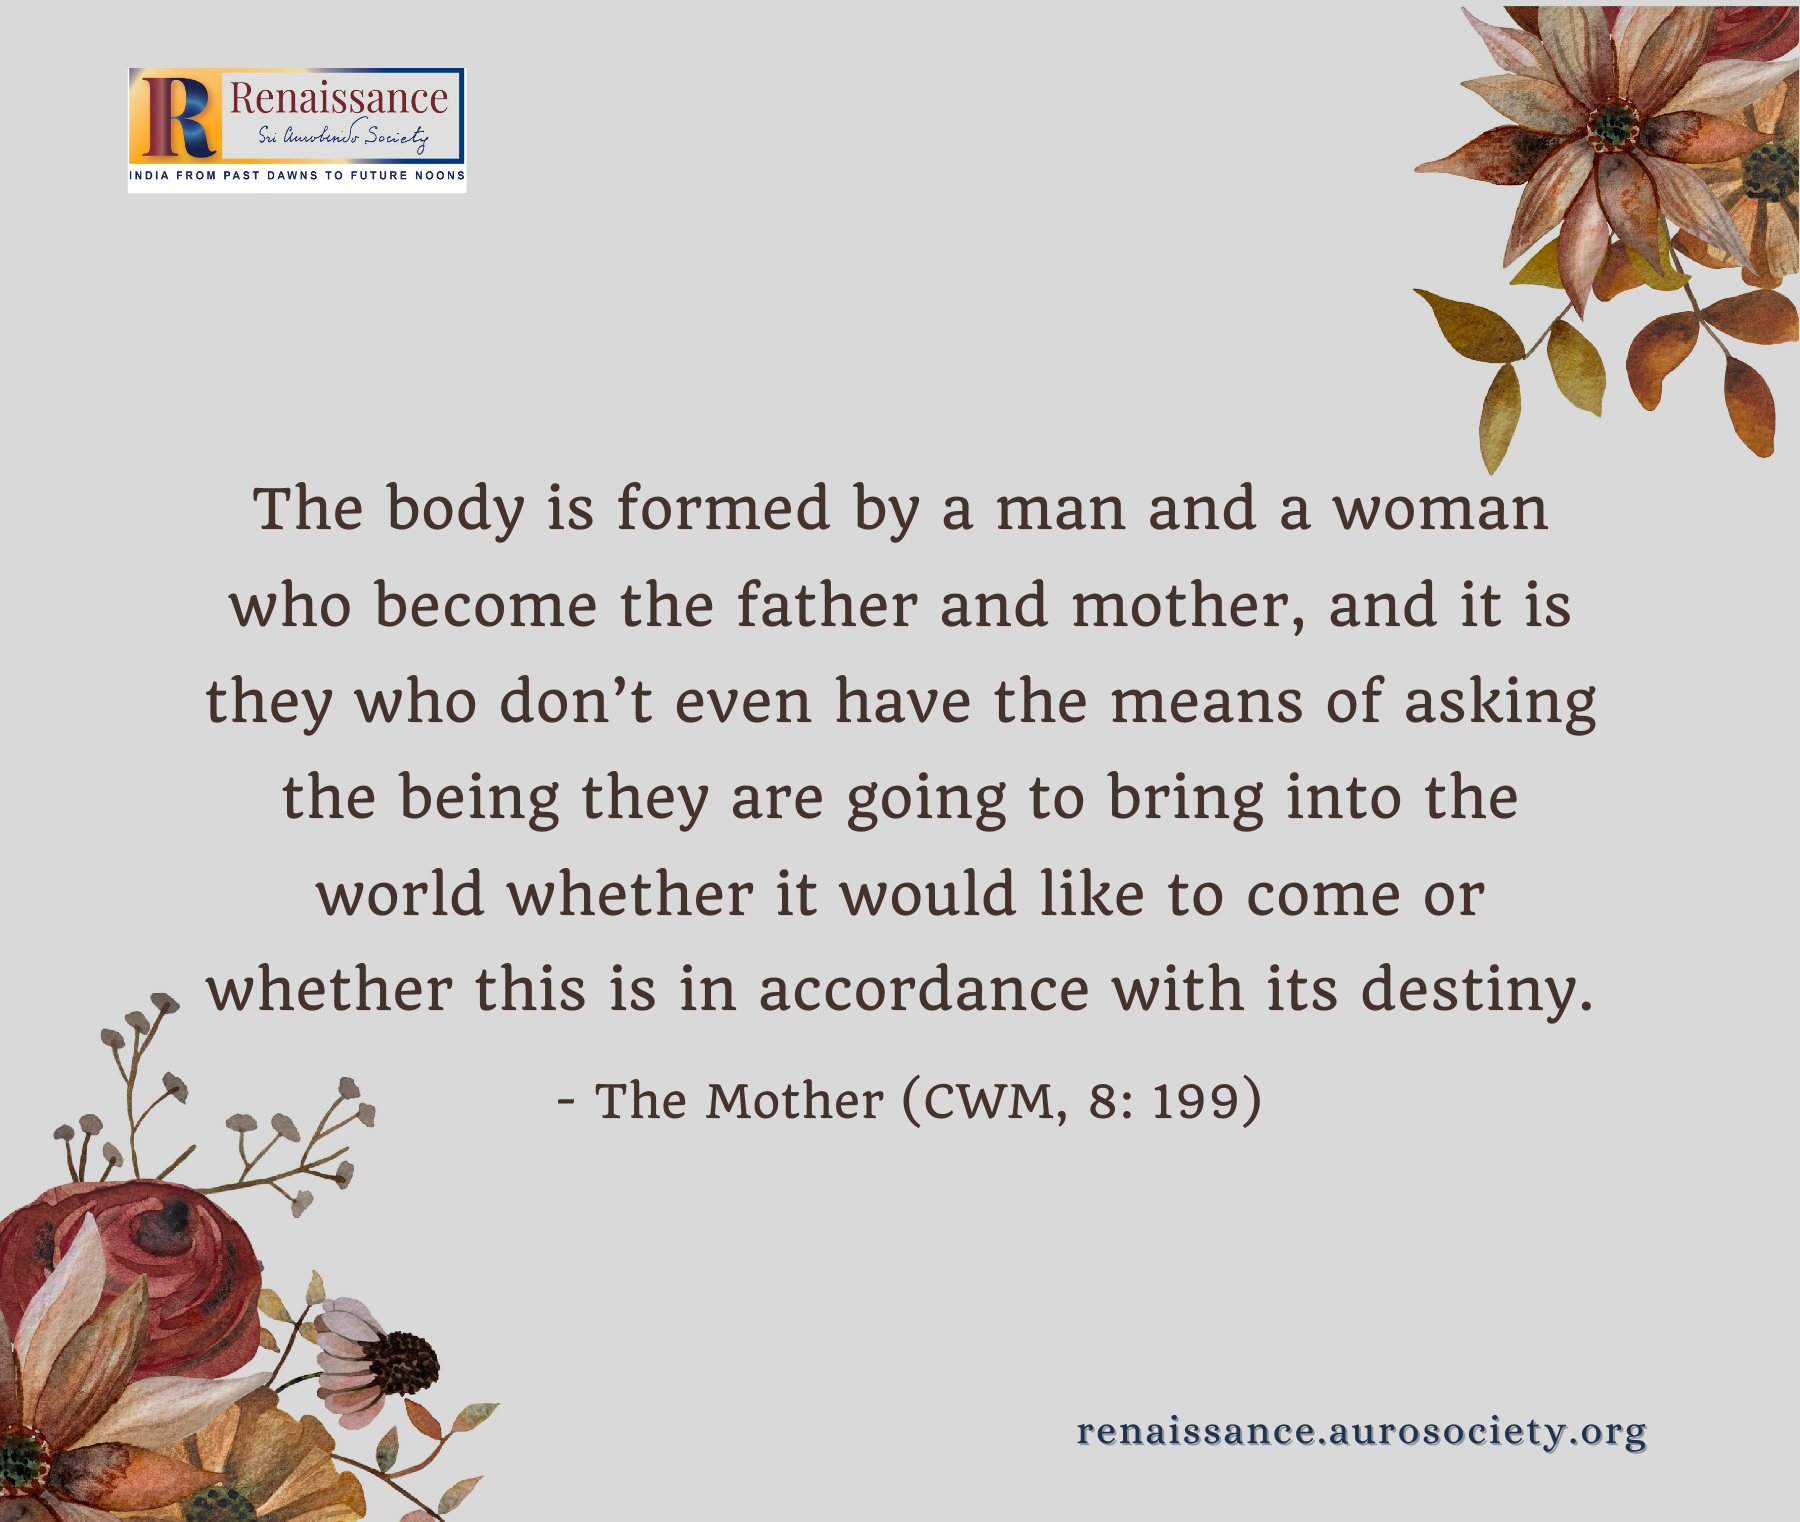 R Renaissance
Sri Aurobindo Society
INDIA FROM PAST DAWNS TO FUTURE NOONS
The body is formed by a man and a woman
who become the father and mother, and it is
they who don’t even have the means of asking
the being they are going to bring into the
world whether it would like to come or
whether this is in accordance with its destiny.
- The Mother (CWM, 8: 199)
renaissance.aurosociety.org